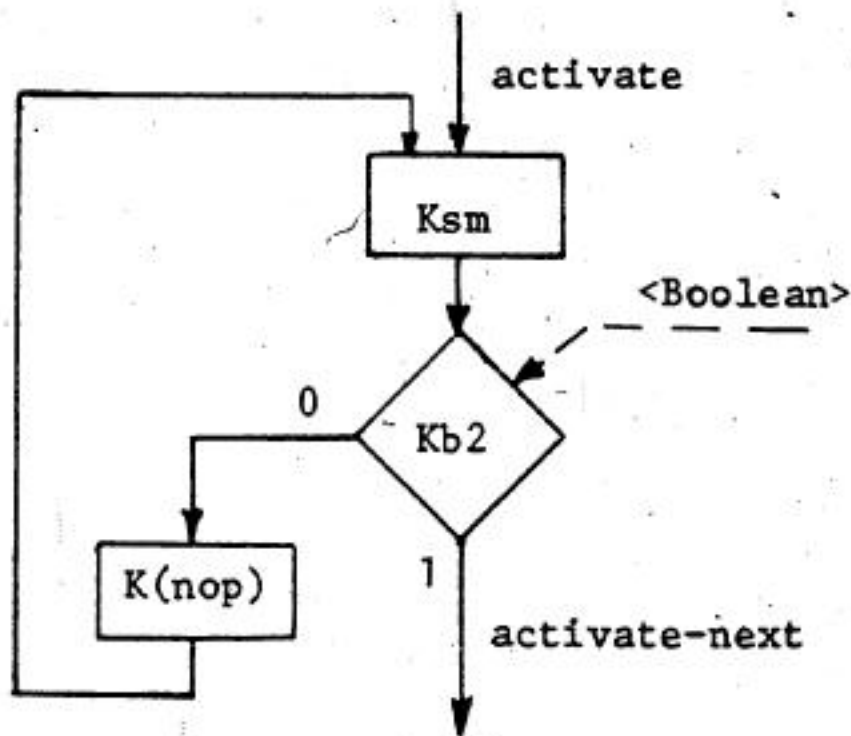 activate
Ksm
<Boolean>
0
Kb2
K(nop)
1
activate-next